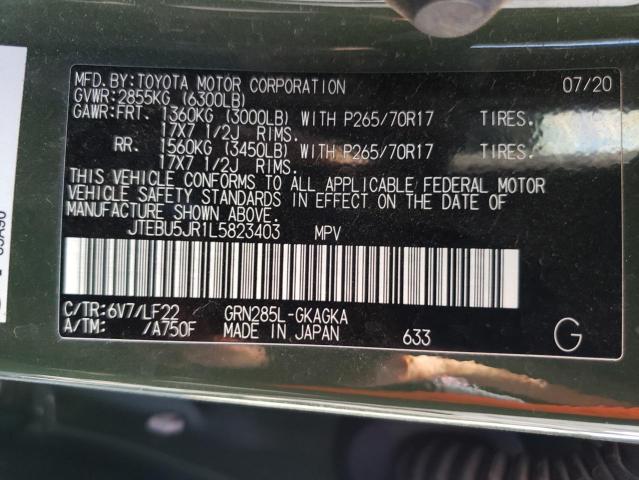 MFD.BY:TOYOTA MOTOR CORPORATION 07/20
GVWR:2855KG (6300LB)
GAWR:FRT. 1360KG (3000LB) WITH P265/70R17 TIRES.
17X7 1/2J RIMS.
RR. 1560KG (3450LB) WITH P265/70R17 TIRES.
17X7 1/2J RIMS.
THIS VEHICLE CONFORMS TO ALL APPLICABLE FEDERAL MOTOR
VEHICLE SAFETY STANDARDS IN EFFECT ON THE DATE OF
MANUFACTURE SHOWN ABOVE.
JTEBU5JR1L5823403 MPV
C/TR:6V7/LF22 GRN285L-GKAGKA
A/TM: /A750F MADE IN JAPAN 633 G